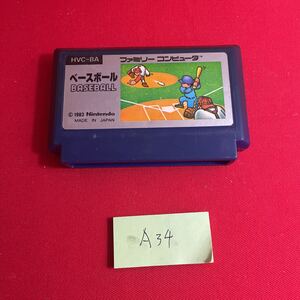 HVC-BA
ファミリー コンピュータ
ベースボール
BASEBALL
© 1983 Nintendo
MADE IN JAPAN
A34